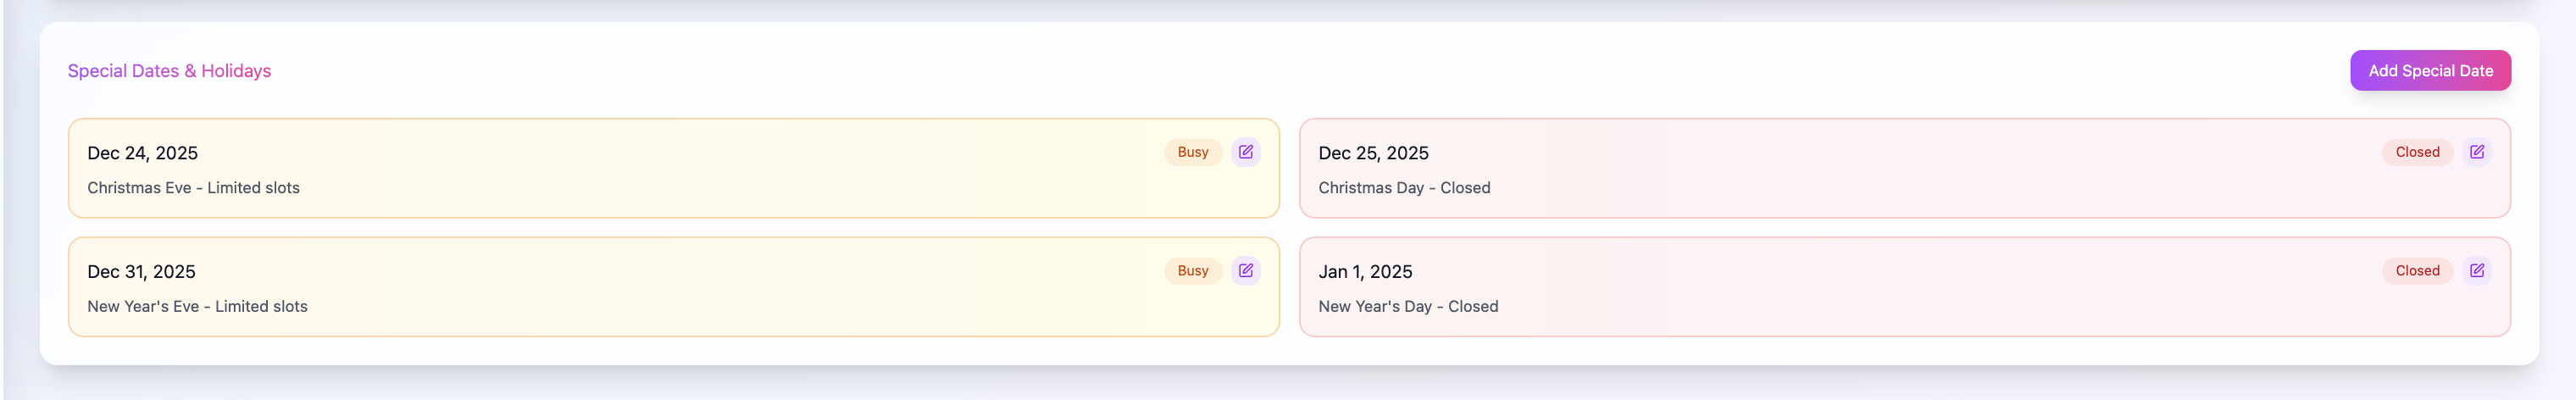 Special Dates & Holidays
Add Special Date
Dec 24, 2025
Busy
Christmas Eve - Limited slots
Dec 25, 2025
Closed
Christmas Day - Closed
Dec 31, 2025
Busy
New Year's Eve - Limited slots
Jan 1, 2025
Closed
New Year's Day - Closed